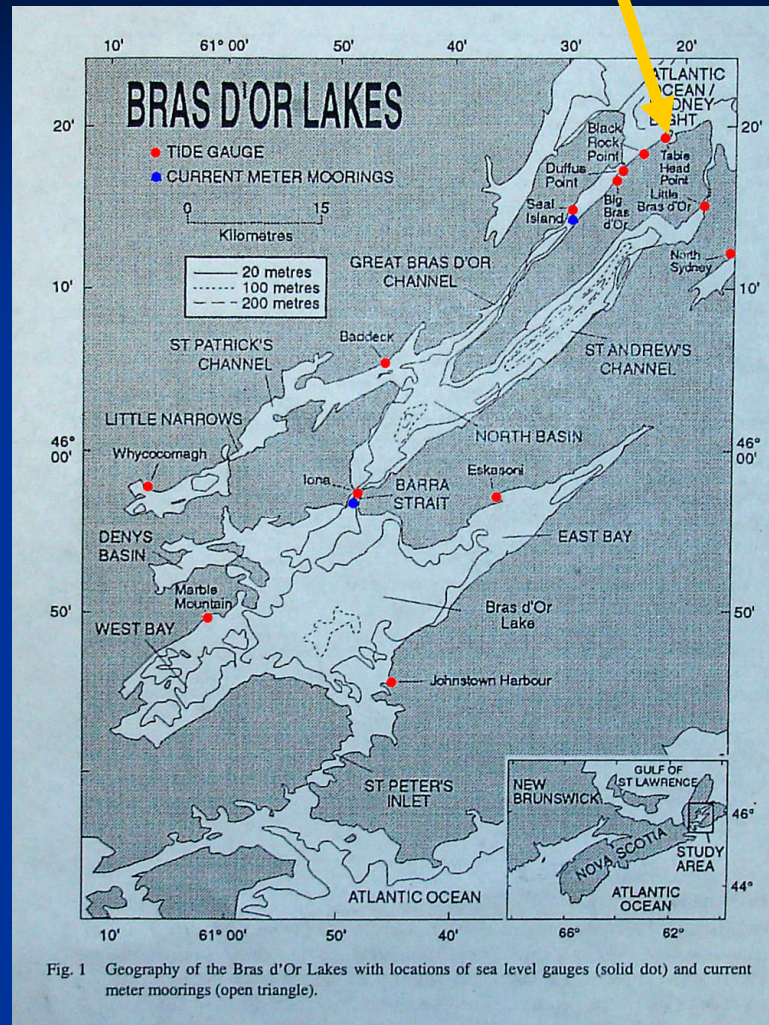 10'
61° 00'
50'
40'
30'
20'
BRAS D'OR LAKES
TIDE GAUGE
CURRENT METER MOORINGS
0 15
Kilometres
20 metres
100 metres
200 metres
ATLANTIC
OCEAN /
SYDNEY
BIGHT
20'
20'
Black
Rock
Point
Table
Head
Point
Duffus
Point
Little
Bras d'Or
Seal
Island
Big
Bras
d'Or
North
Sydney
10'
10'
GREAT BRAS D'OR
CHANNEL
ST PATRICK'S
CHANNEL
Baddeck
ST ANDREW'S
CHANNEL
LITTLE NARROWS
NORTH BASIN
46°
00'
46°
00'
Whycocomagh
Iona
BARRA
STRAIT
Eskasoni
DENYS
BASIN
EAST BAY
Marble
Mountain
50'
50'
Bras d'Or
Lake
WEST BAY
Johnstown Harbour
ST PETER'S
INLET
ATLANTIC OCEAN
NEW
BRUNSWICK
GULF OF
ST LAWRENCE
46°
NOVA SCOTIA
STUDY
AREA
ATLANTIC
OCEAN
44°
66°
62°
10'
61° 00'
50'
40'
Fig. 1 Geography of the Bras d'Or Lakes with locations of sea level gauges (solid dot) and current
meter moorings (open triangle).